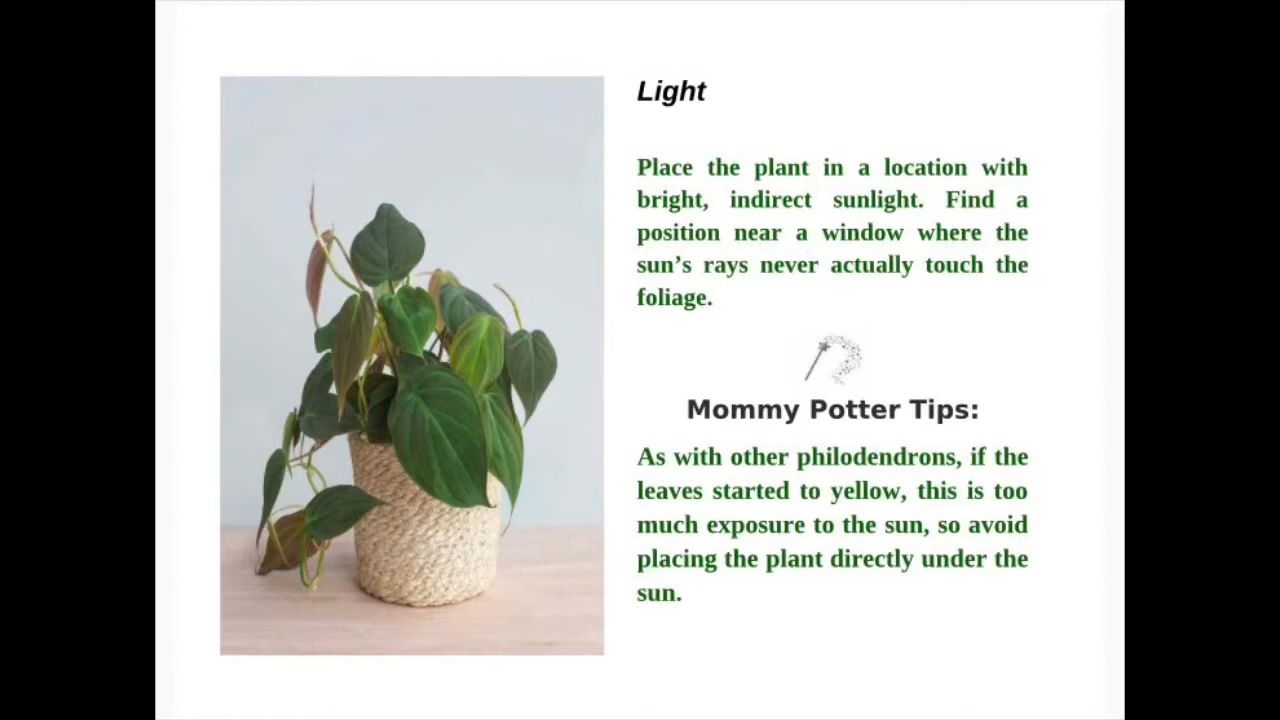 Light
Place the plant in a location with
bright, indirect sunlight. Find a
position near a window where the
sun’s rays never actually touch the
foliage.
Mommy Potter Tips:
As with other philodendrons, if the
leaves started to yellow, this is too
much exposure to the sun, so avoid
placing the plant directly under the
sun.